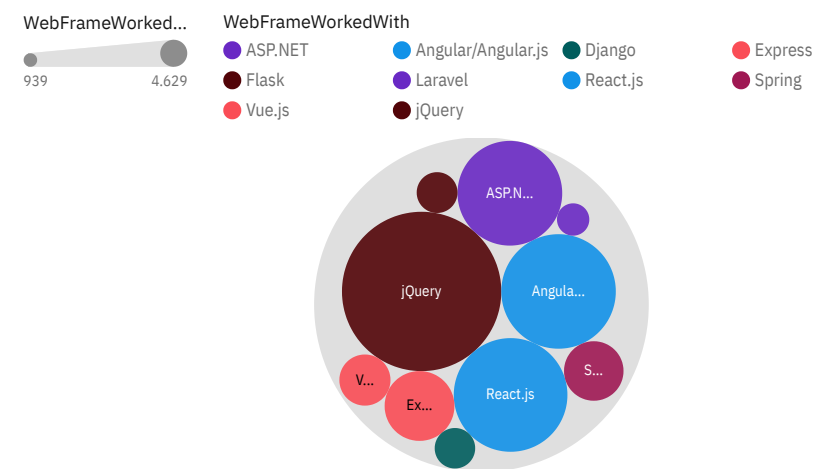 WebFrameWorked...
939 4.629
WebFrameWorkedWith
ASP.NET Angular/Angular.js Django Express
Flask Laravel React.js Spring
Vue.js jQuery
ASP.N...
jQuery
Angula...
S...
V...
React.js
Ex...